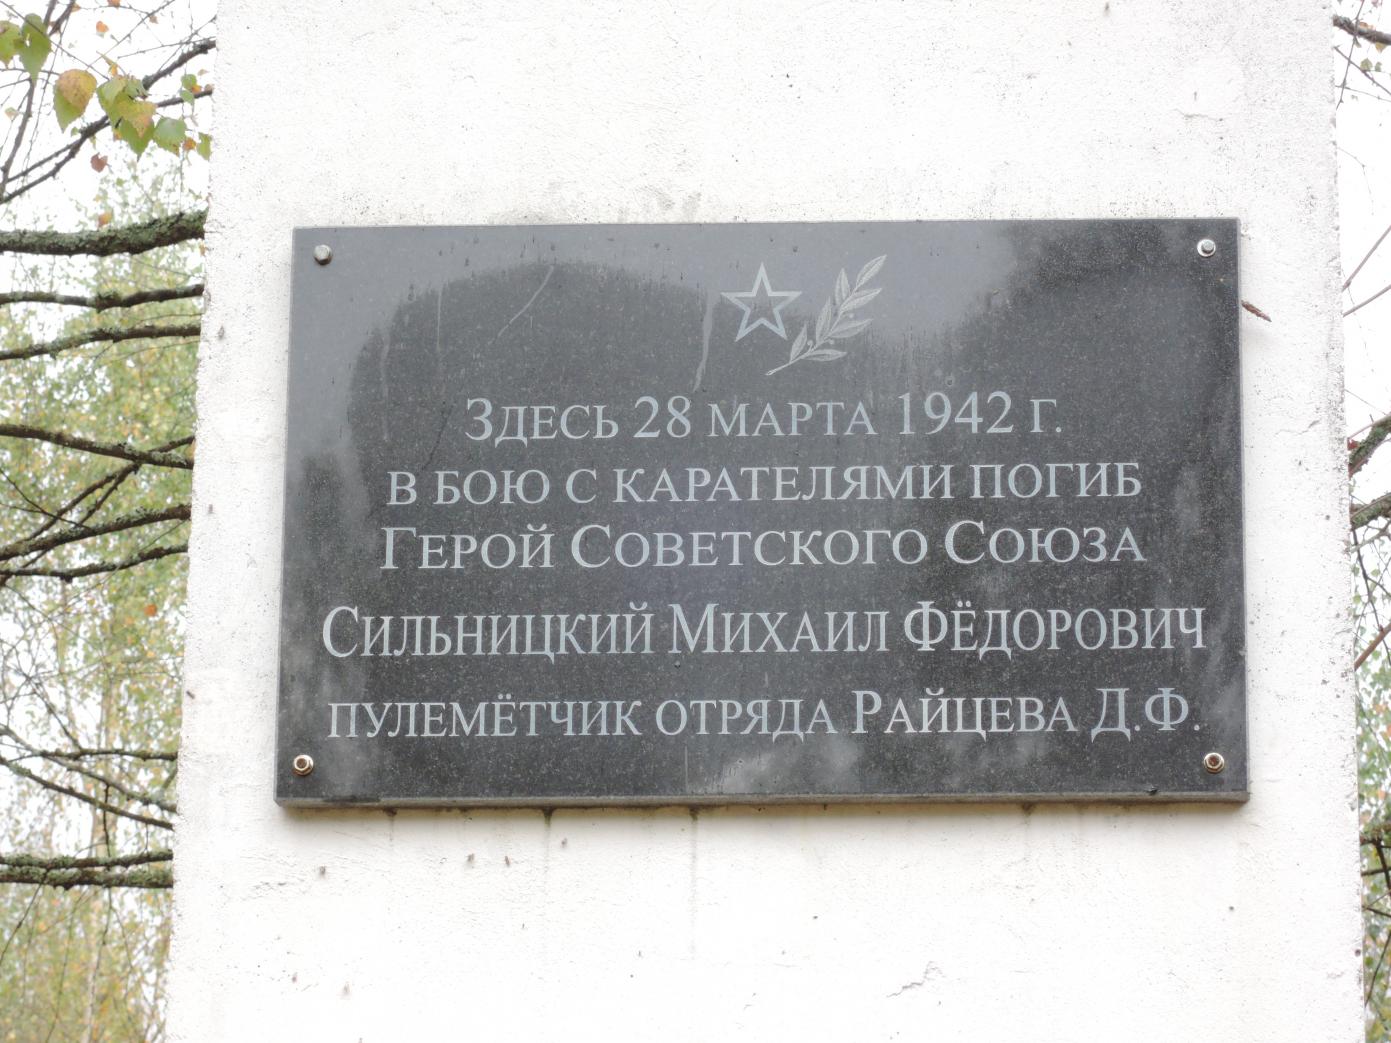 Здесь 28 марта 1942 г.
в бою с карателями погиб
Герой Советского Союза
Сильницкий Михаил Фёдорович
пулемётчик отряда Райцева Д.Ф.